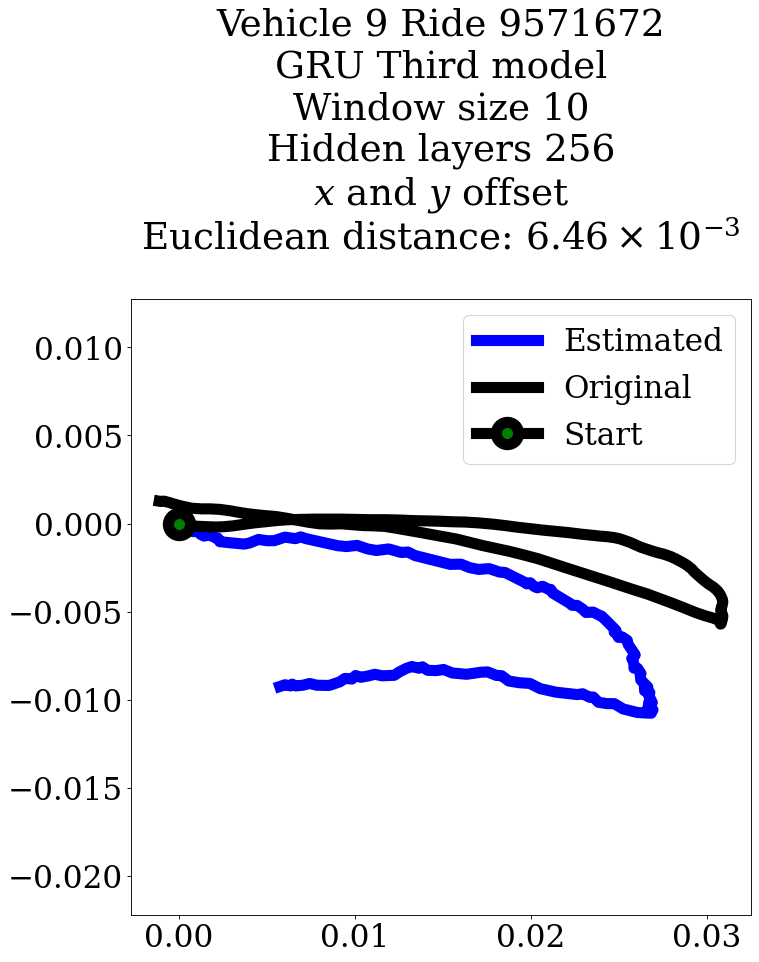 Vehicle 9 Ride 9571672
GRU Third model
Window size 10
Hidden layers 256
x and y offset
Euclidean distance: 6.46 × 10⁻³
Estimated
Original
Start
0.010
0.005
0.000
−0.005
−0.010
−0.015
−0.020
0.00 0.01 0.02 0.03